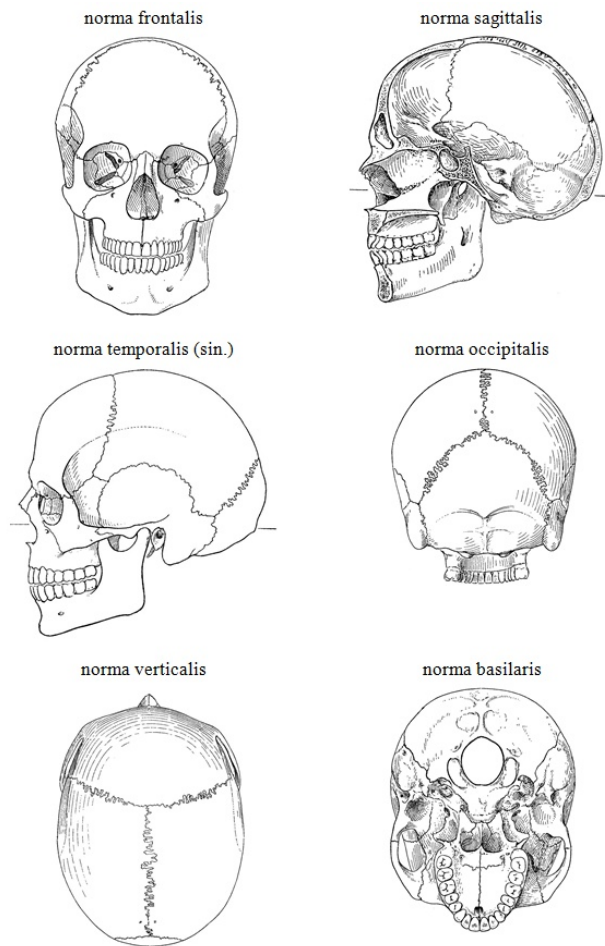 norma frontalis
norma sagittalis
norma temporalis (sin.)
norma occipitalis
norma verticalis
norma basilaris